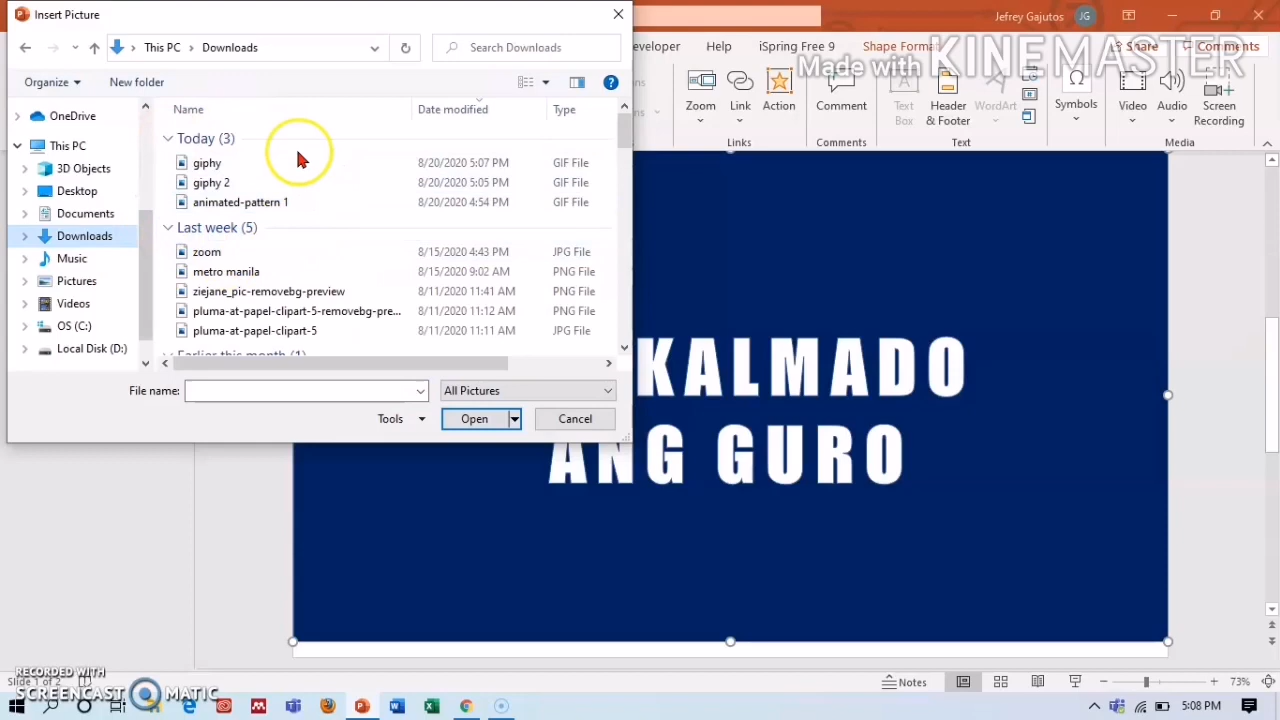 Insert Picture
Jefrey Gajutos JG
This PC Downloads
Search Downloads
Help iSpring Free 9 Shape Format Share Comments
Made with KINEMASTER
Organize New folder
Zoom Link Action Comment Text Box Header & Footer WordArt Symbols Video Audio Screen Recording
Links Comments Text Media
Name Date modified Type
OneDrive
This PC
3D Objects
Desktop
Documents
Downloads
Music
Pictures
Videos
OS (C:)
Local Disk (D:)
Today (3)
giphy 8/20/2020 5:07 PM GIF File
giphy 2 8/20/2020 5:05 PM GIF File
animated-pattern 1 8/20/2020 4:54 PM GIF File
Last week (5)
zoom 8/15/2020 4:43 PM JPG File
metro manila 8/15/2020 9:02 AM PNG File
ziejane_pic-removebg-preview 8/11/2020 11:41 AM PNG File
pluma-at-papel-clipart-5-removebg-pre... 8/11/2020 11:12 AM PNG File
pluma-at-papel-clipart-5 8/11/2020 11:11 AM JPG File
Earlier this month (1)
File name: All Pictures
Tools Open Cancel
KALMADO
ANG GURO
RECORDED WITH
SCREENCAST MATIC
Slide 1 of 2
Notes 73%
5:08 PM